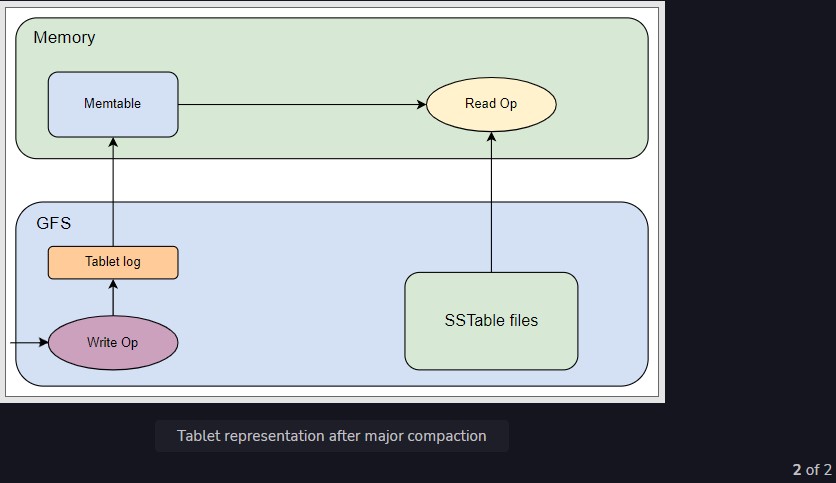 Memory
Memtable
Read Op
GFS
Tablet log
SSTable files
Write Op
Tablet representation after major compaction
2 of 2